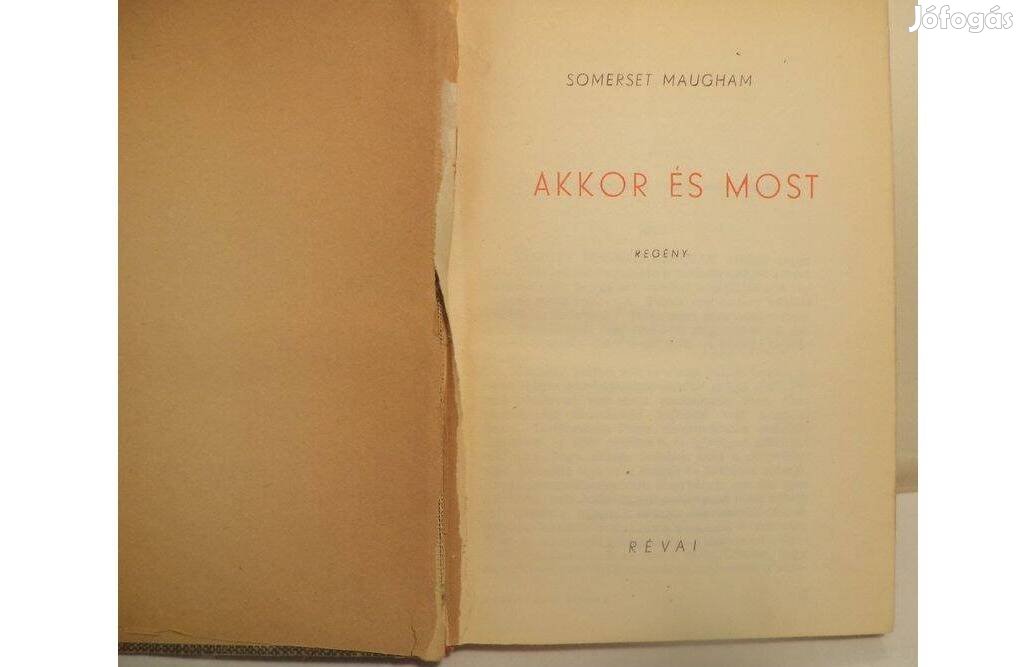 Jófogás
SOMERSET MAUGHAM
AKKOR ÉS MOST
REGÉNY
RÉVAI